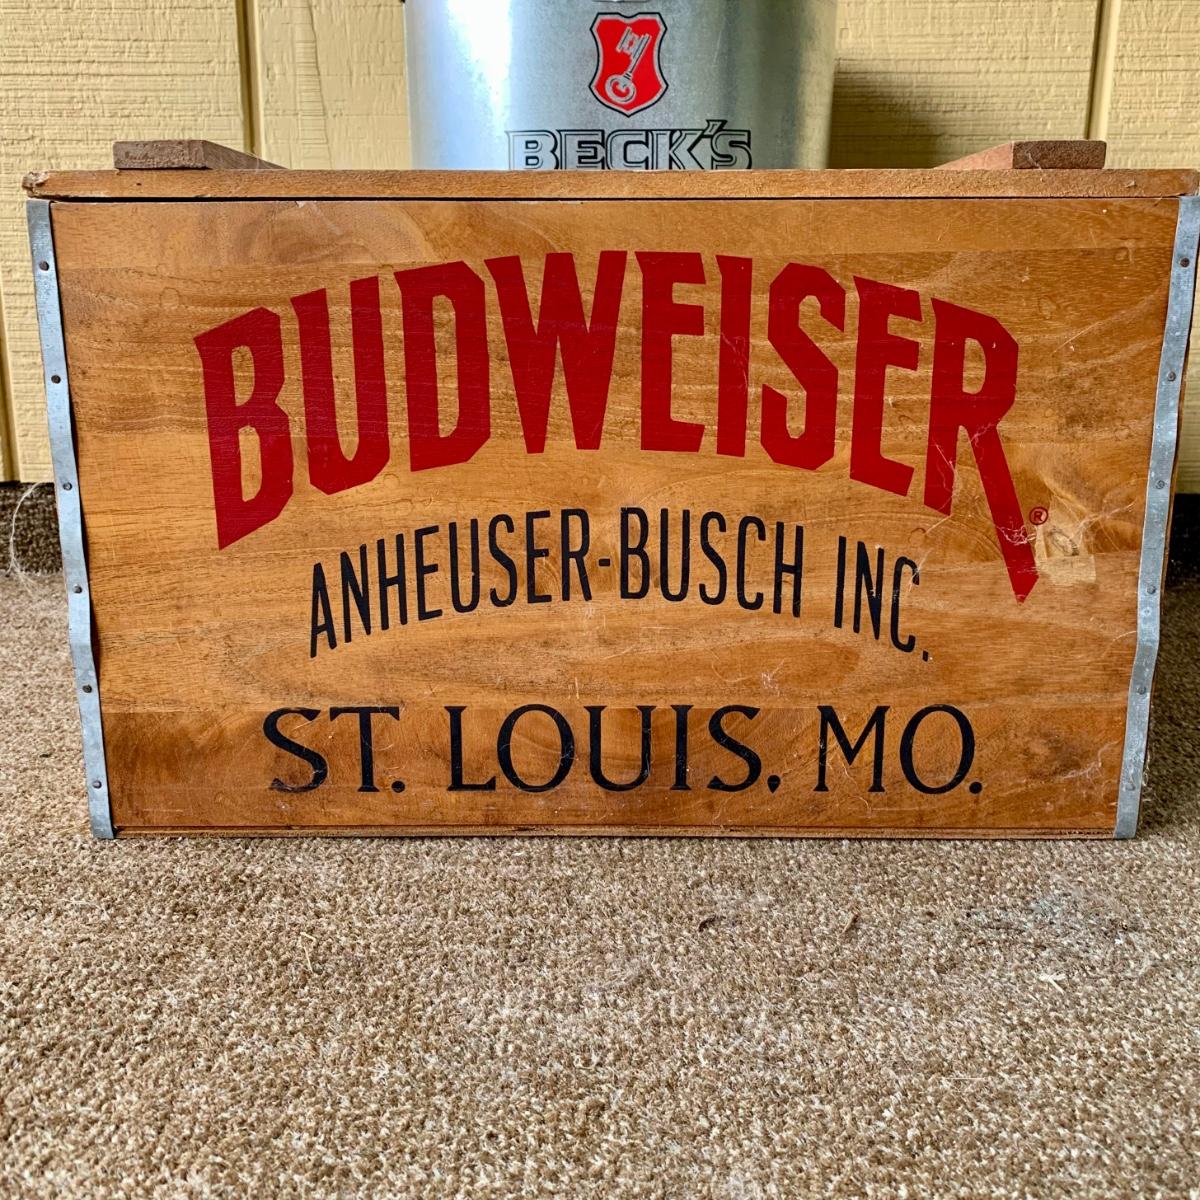 BECK'S
BUDWEISER®
ANHEUSER-BUSCH INC.
ST. LOUIS. MO.